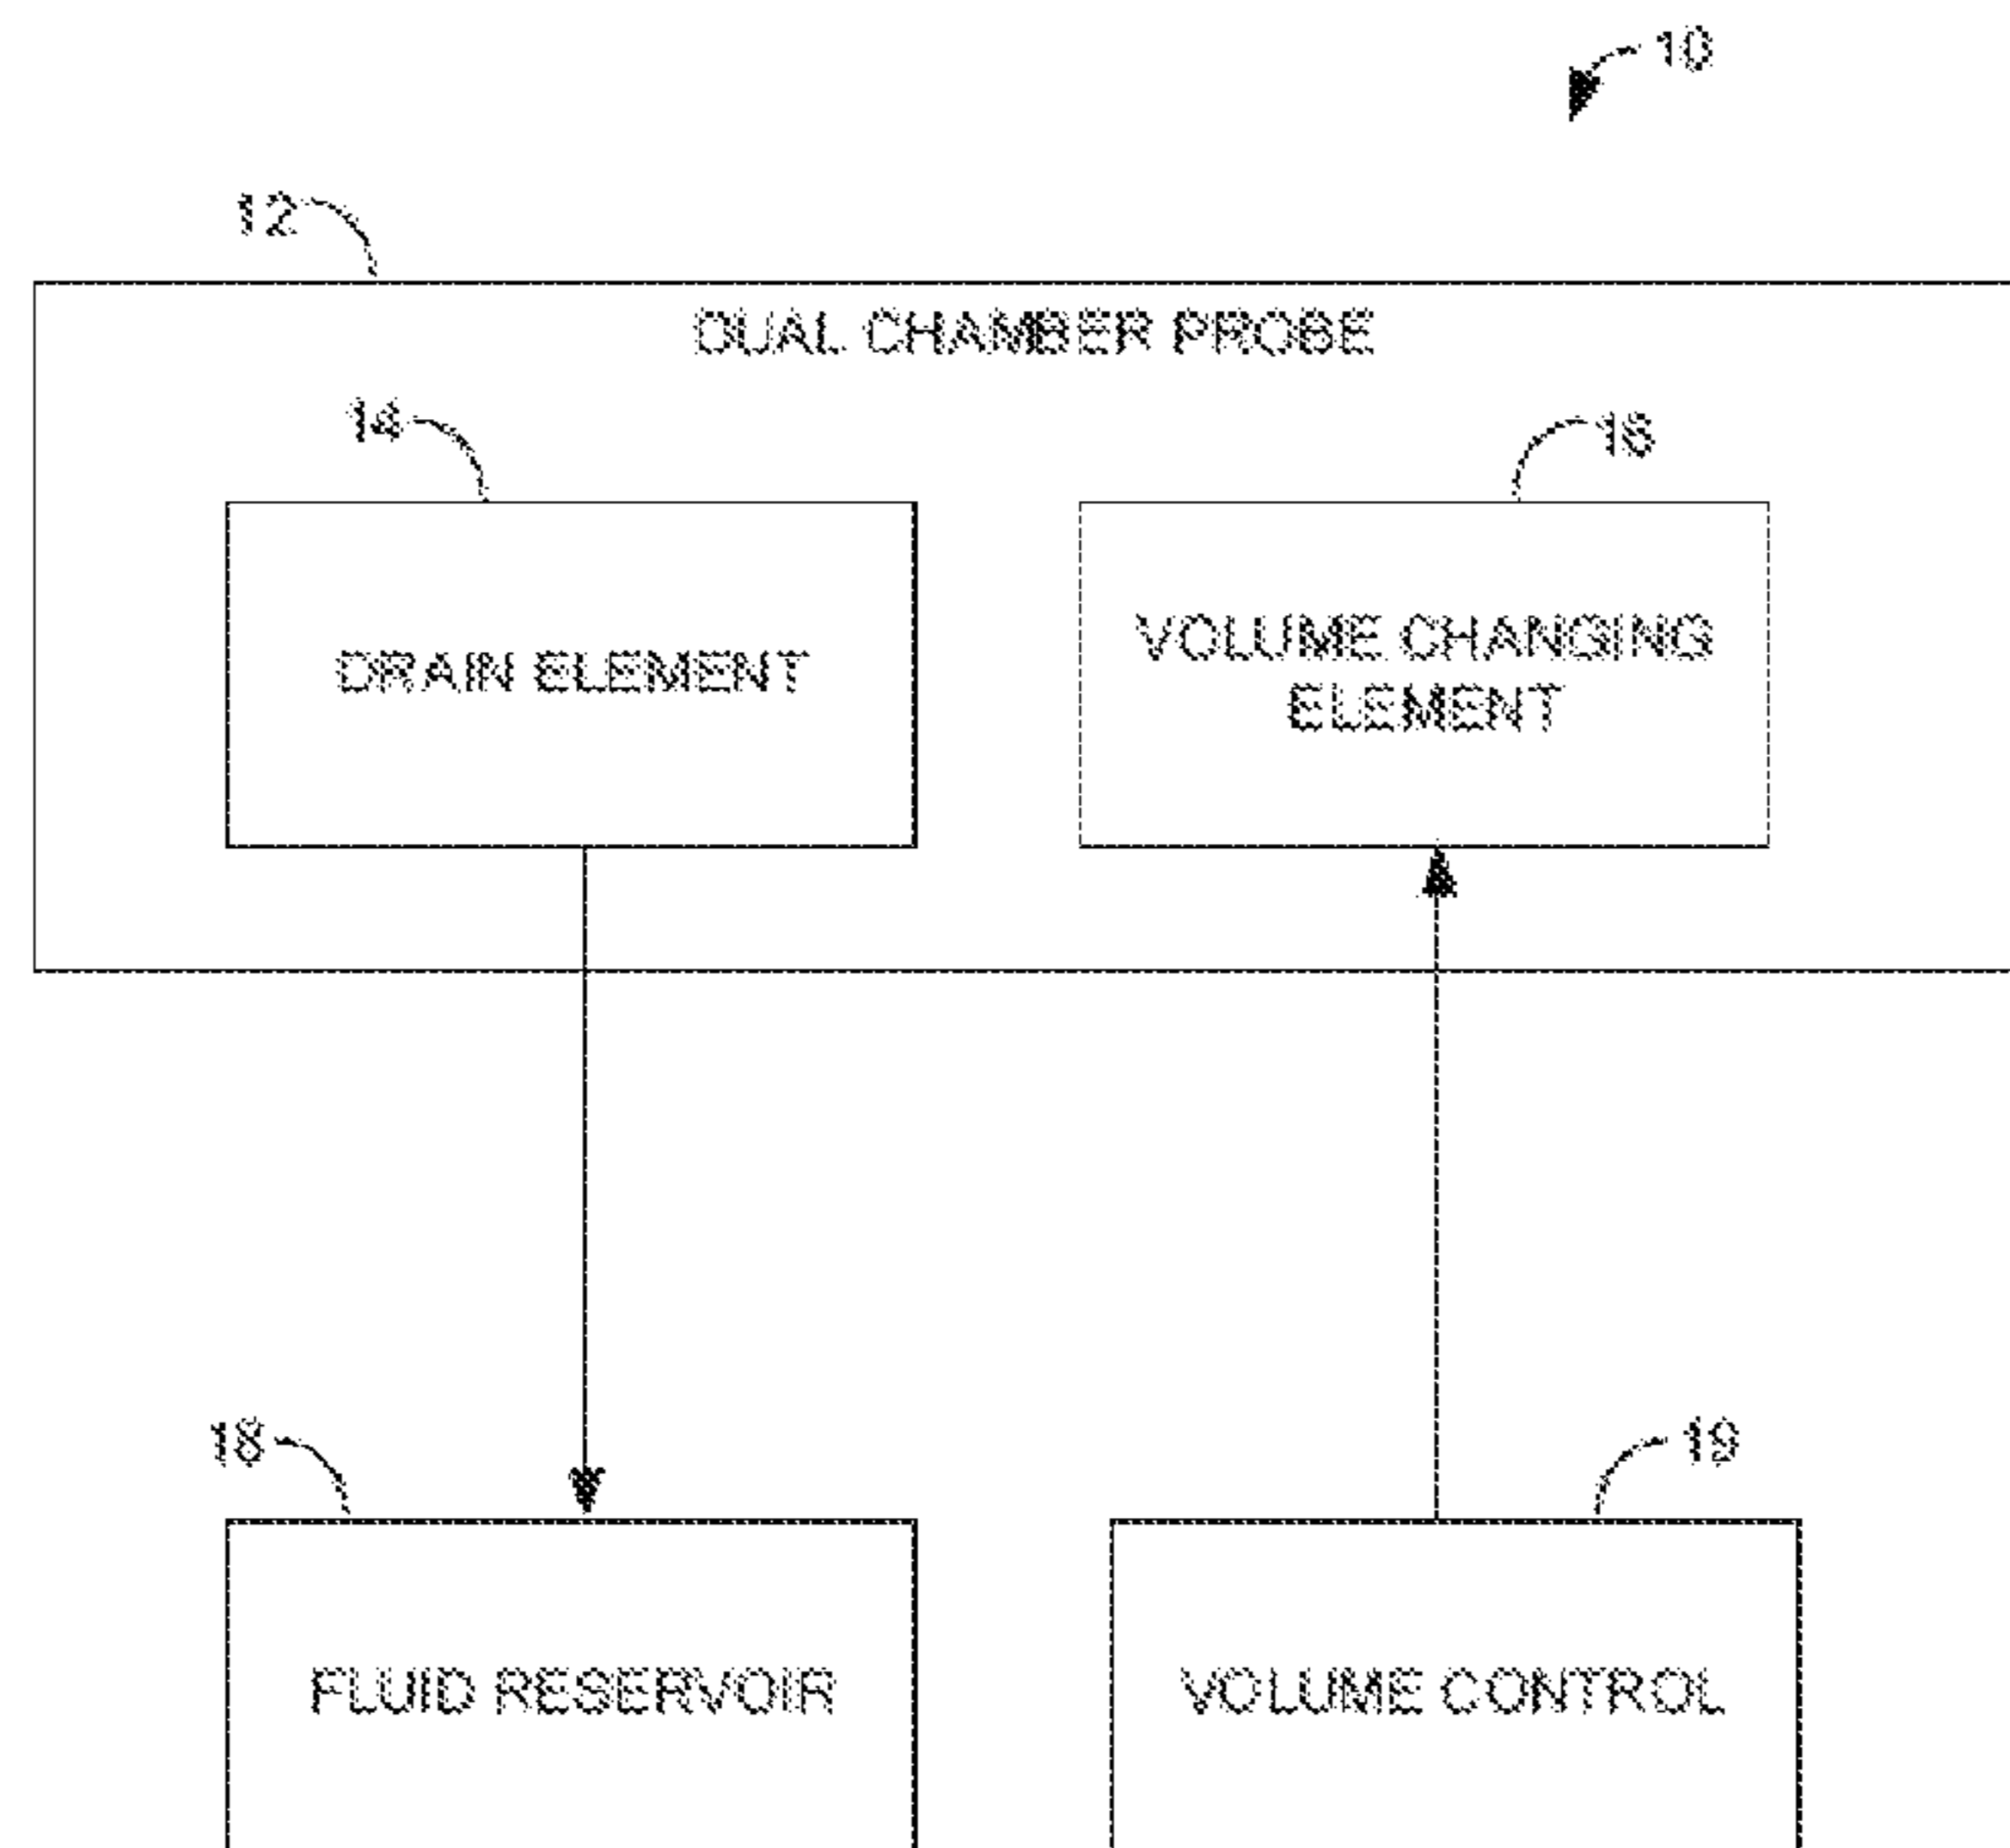 10
12
DUAL CHAMBER PROBE
14
16
DRAIN ELEMENT
VOLUME CHANGING
ELEMENT
18
19
FLUID RESERVOIR
VOLUME CONTROL